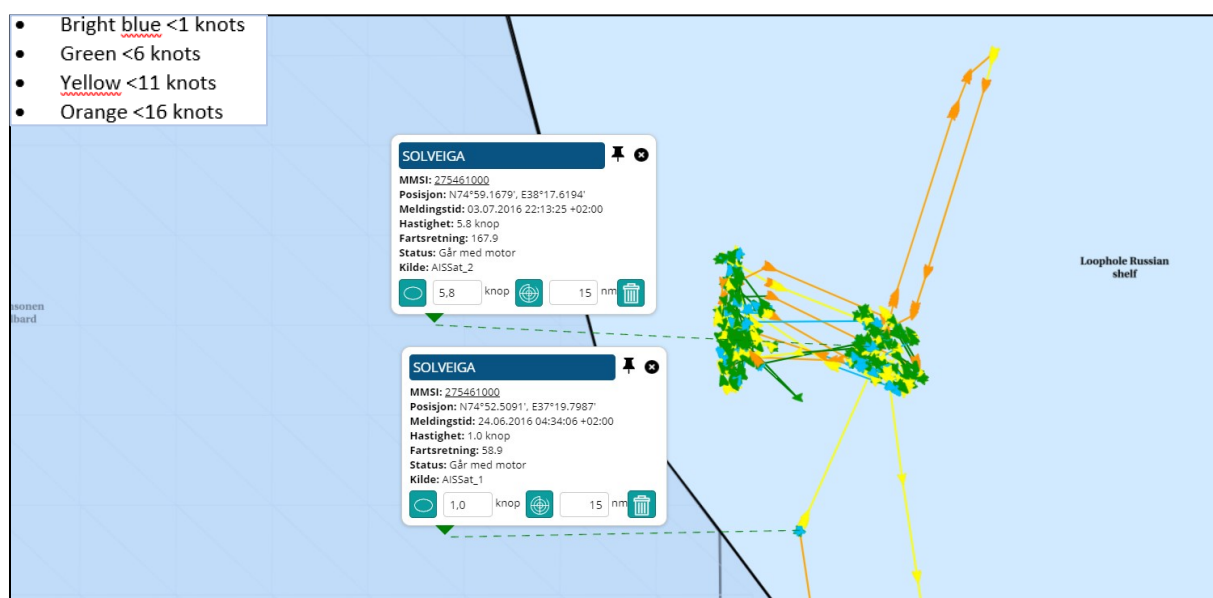 Bright blue <1 knots
Green <6 knots
Yellow <11 knots
Orange <16 knots
SOLVEIGA
MMSI: 275461000
Posisjon: N74°59.1679', E38°17.6194'
Meldingstid: 03.07.2016 22:13:25 +02:00
Hastighet: 5.8 knop
Fartsretning: 167.9
Status: Går med motor
Kilde: AISSat_2
5,8 knop 15 nm
SOLVEIGA
MMSI: 275461000
Posisjon: N74°52.5091', E37°19.7987'
Meldingstid: 24.06.2016 04:34:06 +02:00
Hastighet: 1.0 knop
Fartsretning: 58.9
Status: Går med motor
Kilde: AISSat_1
1,0 knop 15 nm
Loophole Russian
shelf
nsonen
lbard